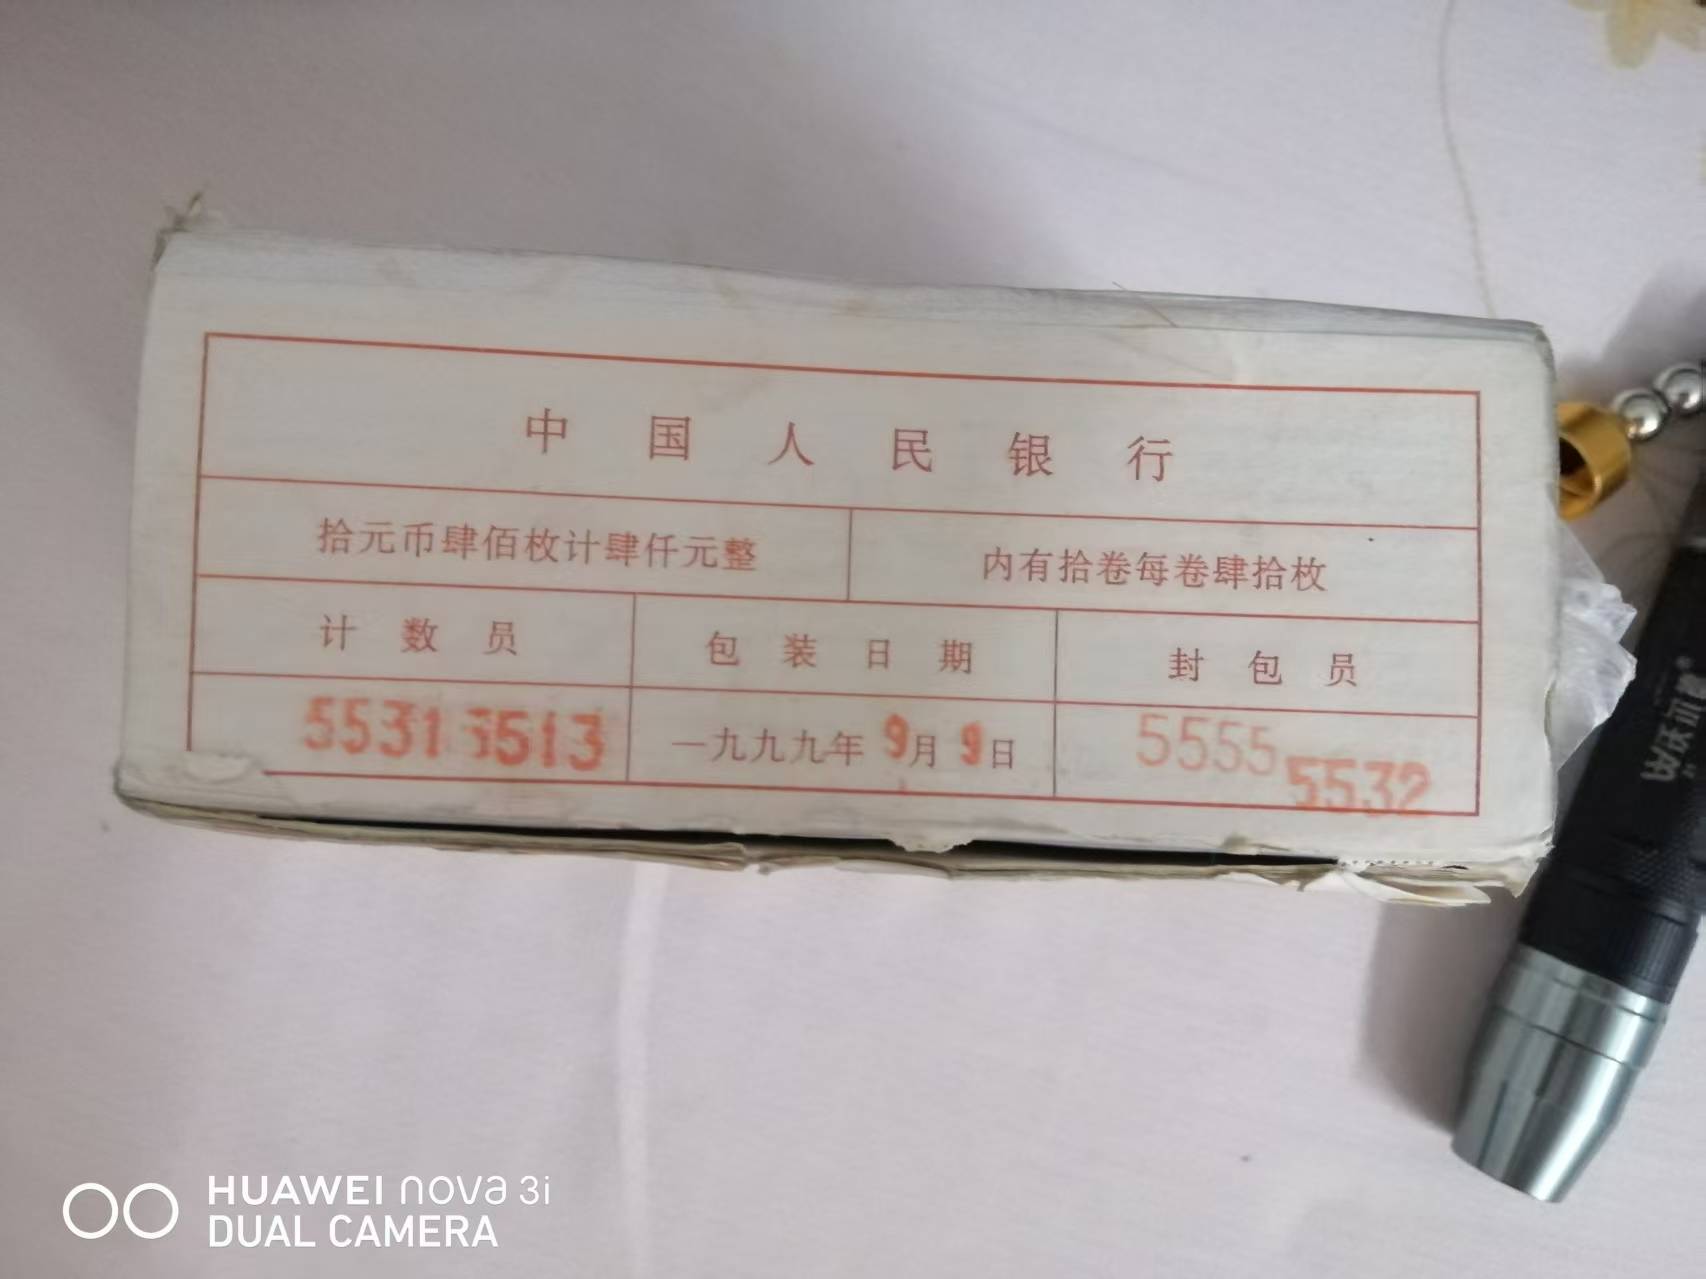 中国人民银行
拾元币肆佰枚计肆仟元整
内有拾卷每卷肆拾枚
计数员
包装日期
封包员
5531 5513
一九九九年 9月 9日
5555 5532
HUAWEI nova 3i
DUAL CAMERA